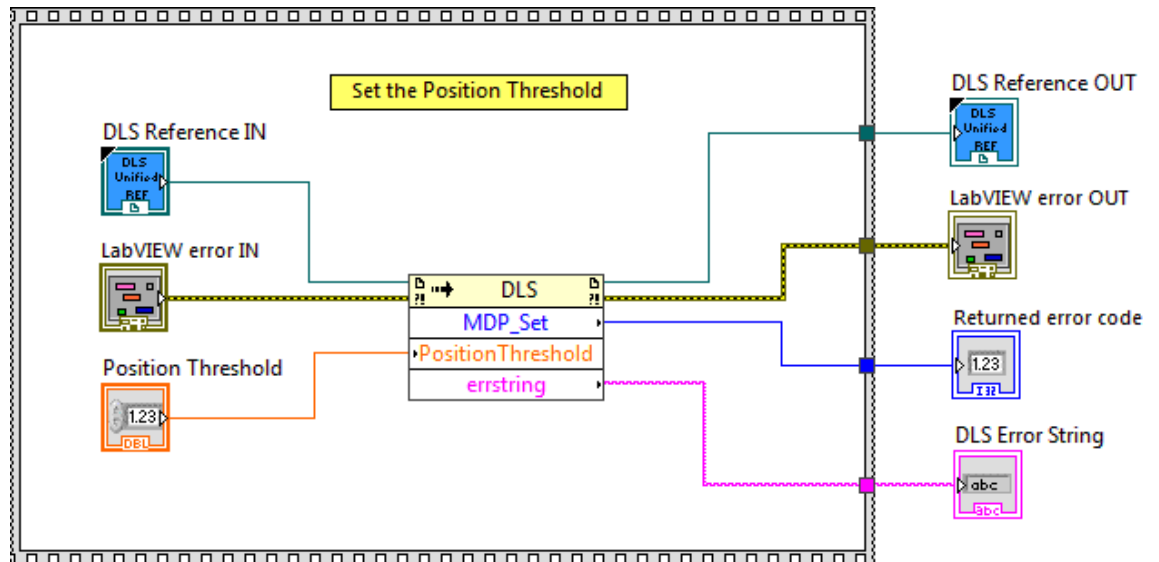 Set the Position Threshold
DLS Reference IN
DLS
Unified
REF
LabVIEW error IN
Position Threshold
1.23
DBL
?!
DLS
?!
MDP_Set
PositionThreshold
errstring
DLS Reference OUT
DLS
Unified
REF
LabVIEW error OUT
Returned error code
1.23
I32
DLS Error String
abc
abc